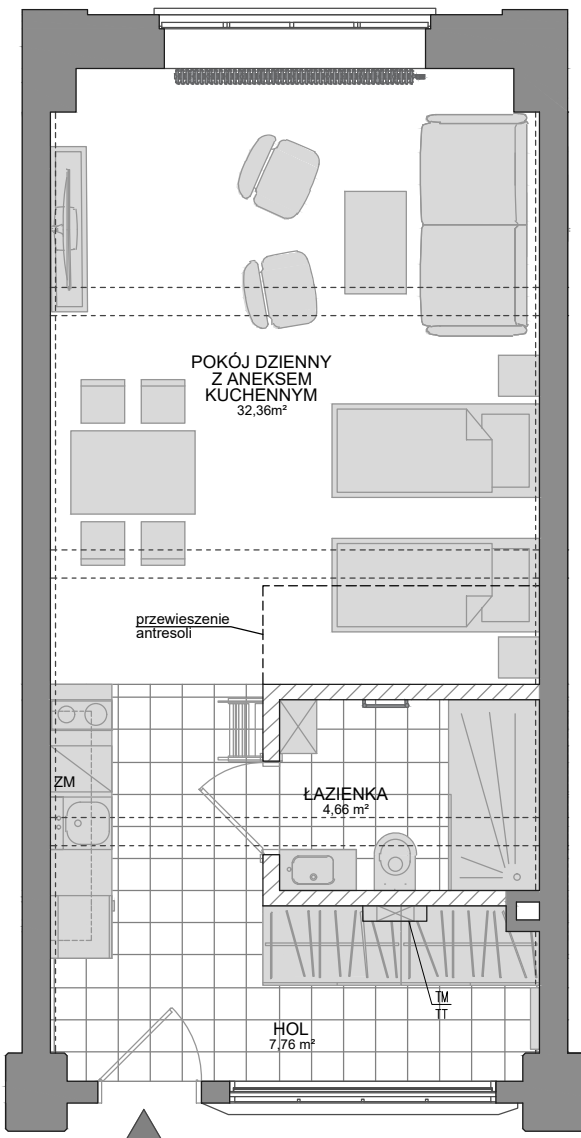 POKÓJ DZIENNY
Z ANEKSEM
KUCHENNYM
32,36m²
przewieszenie
antresoli
ZM
ŁAZIENKA
4,66 m²
TM
TT
HOL
7,76 m²